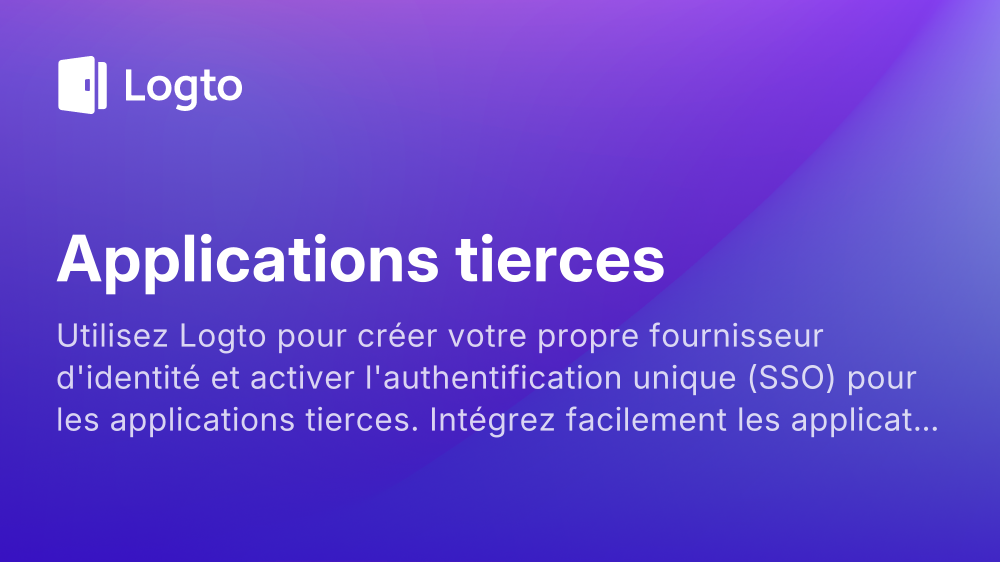 Logto
Applications tierces
Utilisez Logto pour créer votre propre fournisseur
d'identité et activer l'authentification unique (SSO) pour
les applications tierces. Intégrez facilement les applicat...